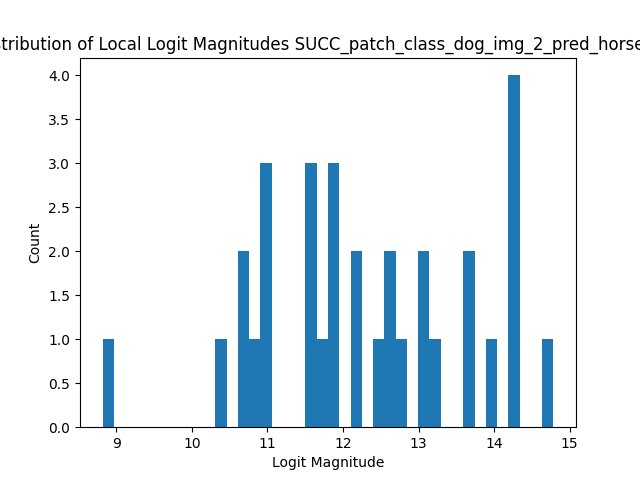 tribution of Local Logit Magnitudes SUCC_patch_class_dog_img_2_pred_horse
4.0
3.5
3.0
2.5
2.0
1.5
1.0
0.5
0.0
Count
9 10 11 12 13 14 15
Logit Magnitude